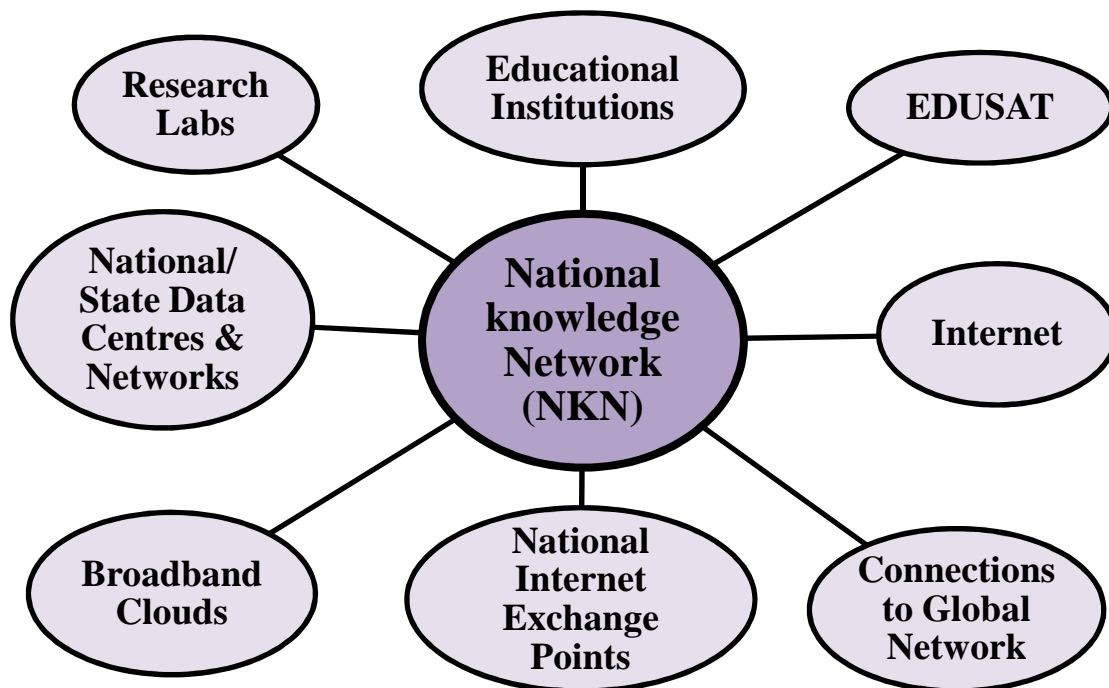 Research
Labs
Educational
Institutions
EDUSAT
National/
State Data
Centres &
Networks
National
knowledge
Network
(NKN)
Internet
Broadband
Clouds
National
Internet
Exchange
Points
Connections
to Global
Network